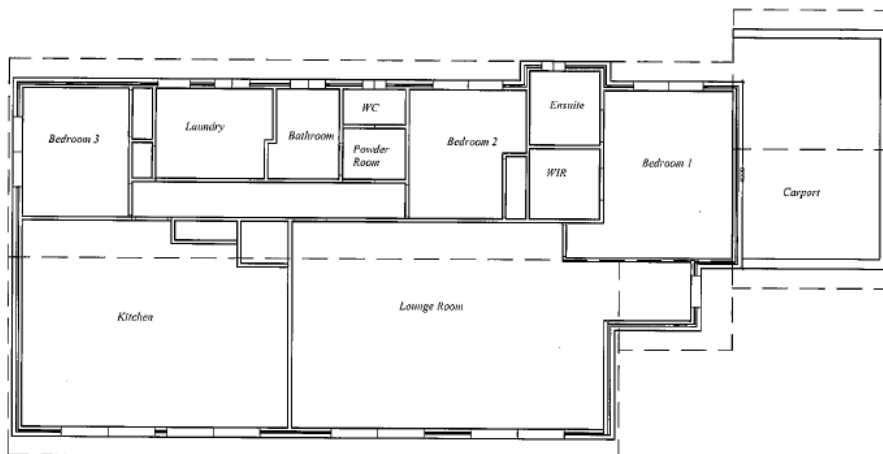 WC
Ensuite
Laundry
Bedroom 3
Bathroom
Bedroom 2
Powder
Room
WIR
Bedroom 1
Carport
Lounge Room
Kitchen